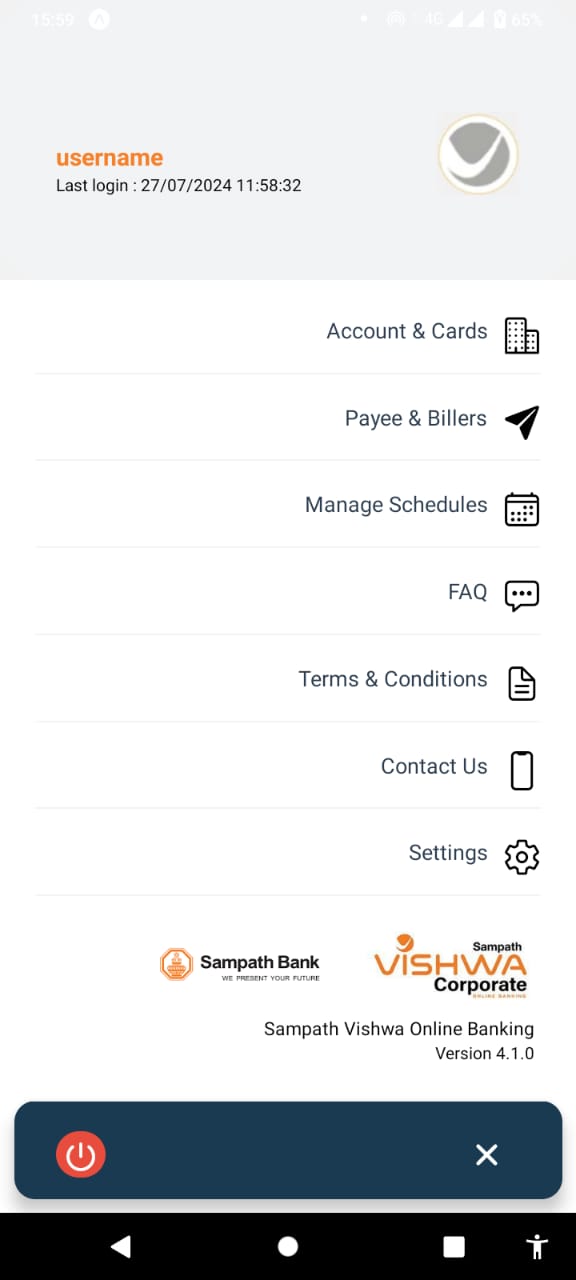 15:59
4G 65%
username
Last login : 27/07/2024 11:58:32
Account & Cards
Payee & Billers
Manage Schedules
FAQ
Terms & Conditions
Contact Us
Settings
Sampath Bank
WE PRESENT YOUR FUTURE
Sampath
VISHWA
Corporate
ONLINE BANKING
Sampath Vishwa Online Banking
Version 4.1.0